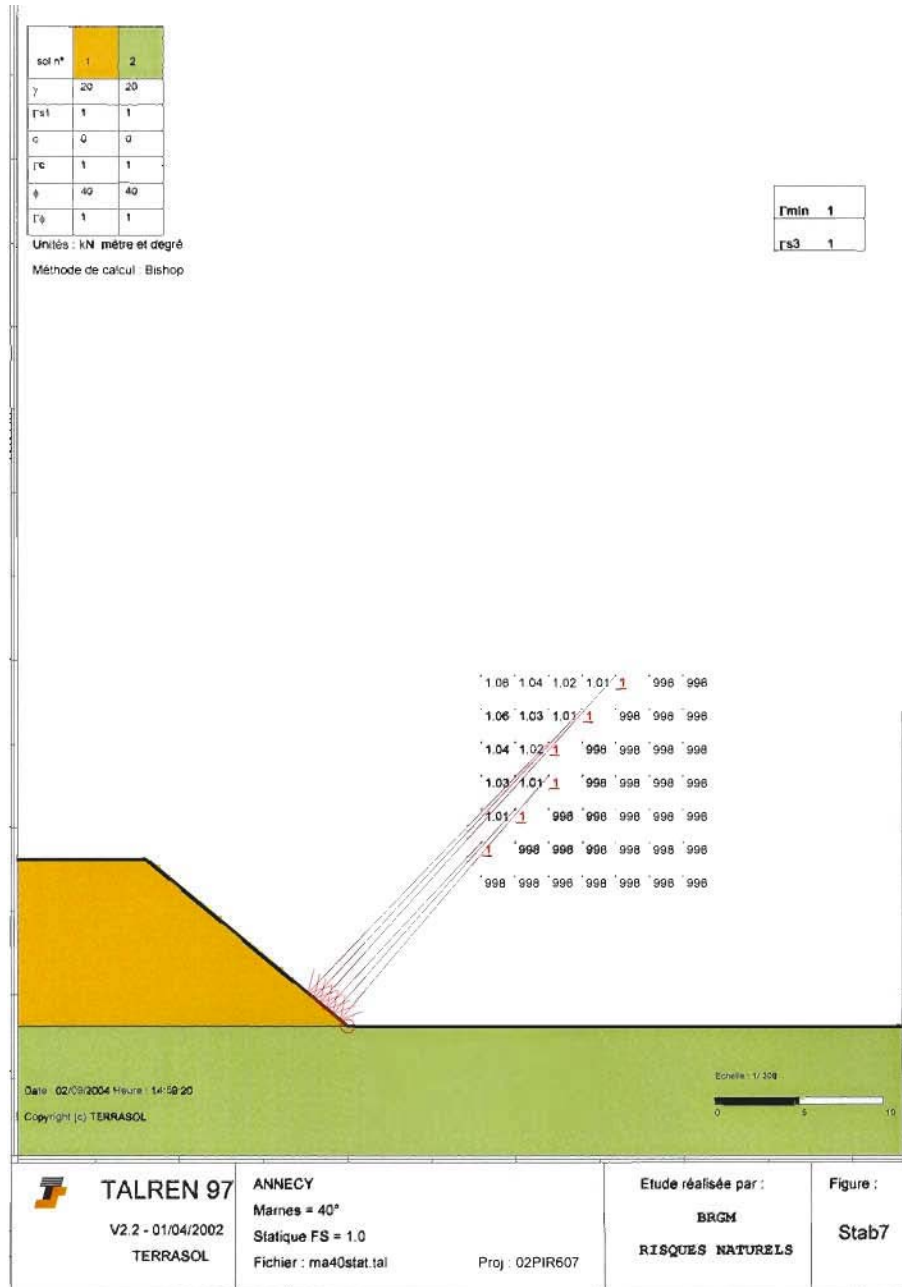 sol n° 1 2
γ 20 20
Γs1 1 1
c 0 0
Γc 1 1
ϕ 40 40
Γϕ 1 1
Unités : kN mètre et degré
Méthode de calcul : Bishop
Γmin 1
Γs3 1
1.06 1.04 1.02 1.01 1 998 998
1.06 1.03 1.01 1 998 998 998
1.04 1.02 1 998 998 998 998
1.03 1.01 1 998 998 998 998
1.01 1 998 998 998 998 998
1 998 998 998 998 998 998
998 998 998 998 998 998 998
Echelle : 1/ 308
0 5 10
Date : 02/09/2004 Heure : 14:59:20
Copyright (c) TERRASOL
TALREN 97
V2.2 - 01/04/2002
TERRASOL
ANNECY
Marnes = 40°
Statique FS = 1.0
Fichier : ma40stat.tal Proj : 02PIR607
Etude réalisée par :
BRGM
RISQUES NATURELS
Figure :
Stab7